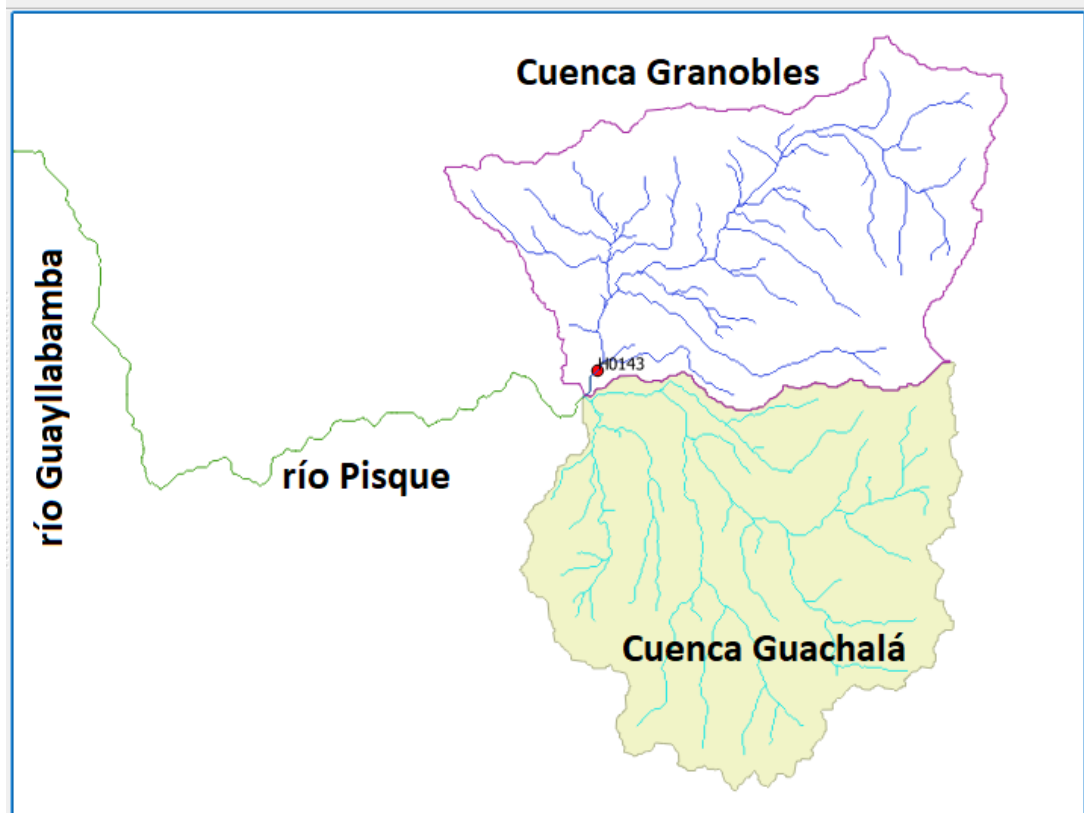 Cuenca Granobles
río Guayllabamba
H0143
río Pisque
Cuenca Guachalá